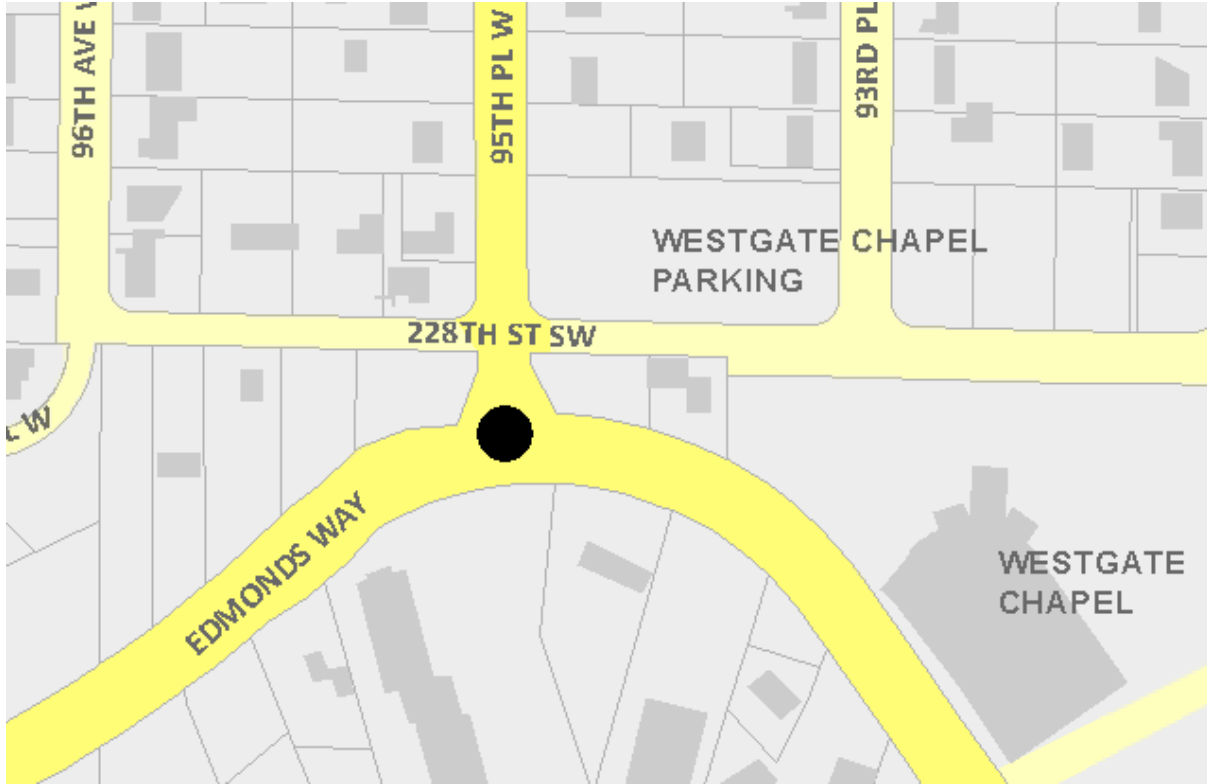 96TH AVE
95TH PL W
93RD PL
WESTGATE CHAPEL
PARKING
228TH ST SW
W
EDMONDS WAY
WESTGATE
CHAPEL